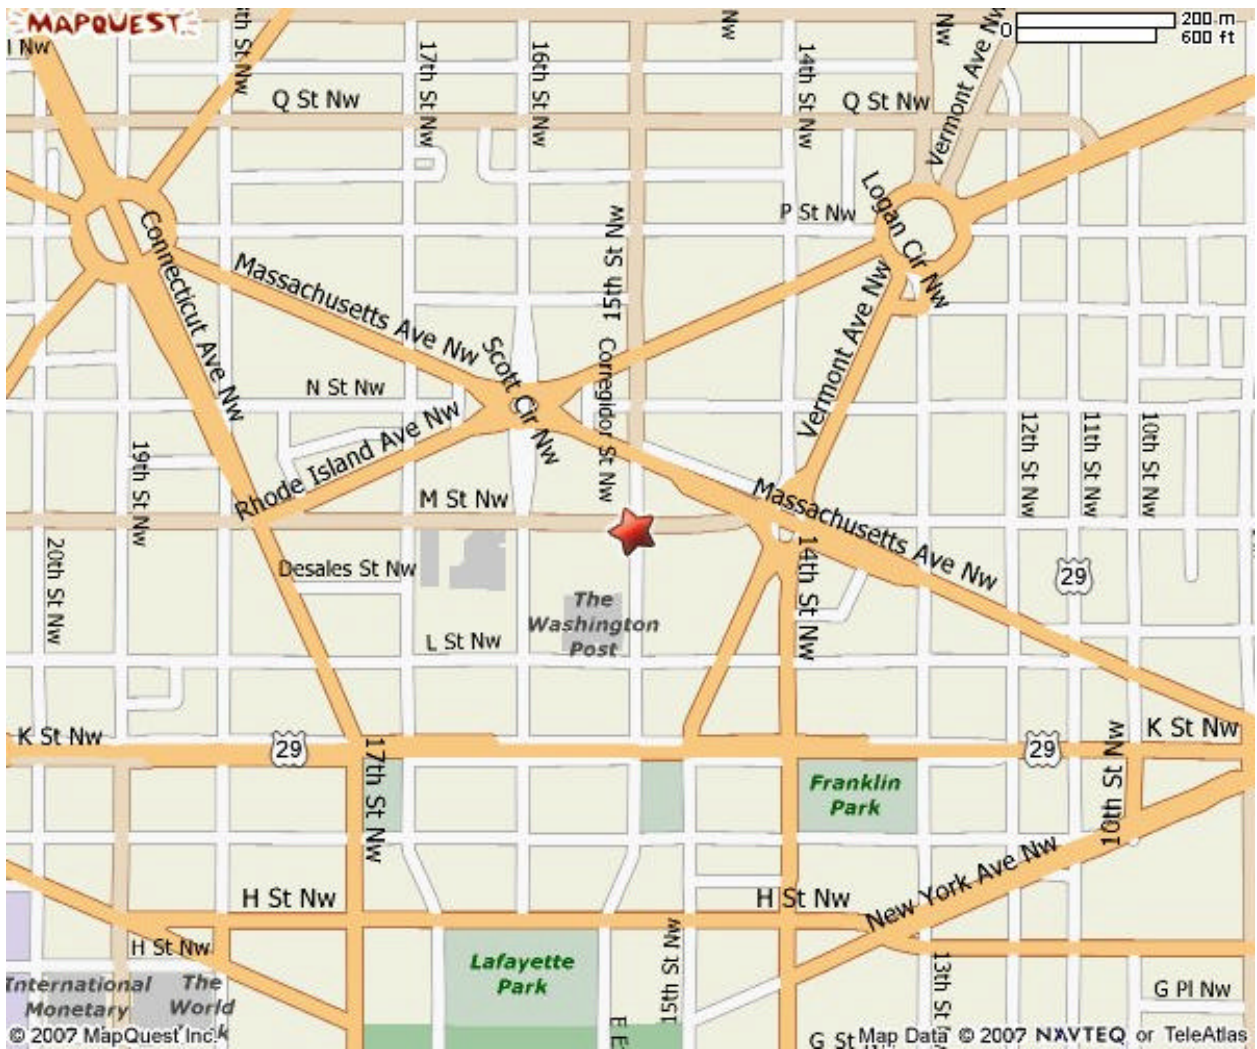 MAPQUEST
200 m
0
600 ft
Q St Nw
17th St Nw
16th St Nw
14th St Nw
Q St Nw
Vermont Ave Nw
P St Nw
Logan Cir Nw
Connecticut Ave Nw
Massachusetts Ave Nw
15th St Nw
Scott Cir Nw
Corregidor St Nw
Vermont Ave Nw
N St Nw
Rhode Island Ave Nw
19th St Nw
12th St Nw
11th St Nw
10th St Nw
M St Nw
Massachusetts Ave Nw
20th St Nw
Desales St Nw
14th St Nw
29
The
Washington
Post
L St Nw
K St Nw
29
17th St Nw
29
K St Nw
10th St Nw
Franklin
Park
H St Nw
H St Nw
New York Ave Nw
H St Nw
Lafayette
Park
15th St Nw
13th St
International
Monetary
The
World
G Pl Nw
© 2007 MapQuest Inc.
G St
Map Data © 2007 NAVTEQ or TeleAtlas